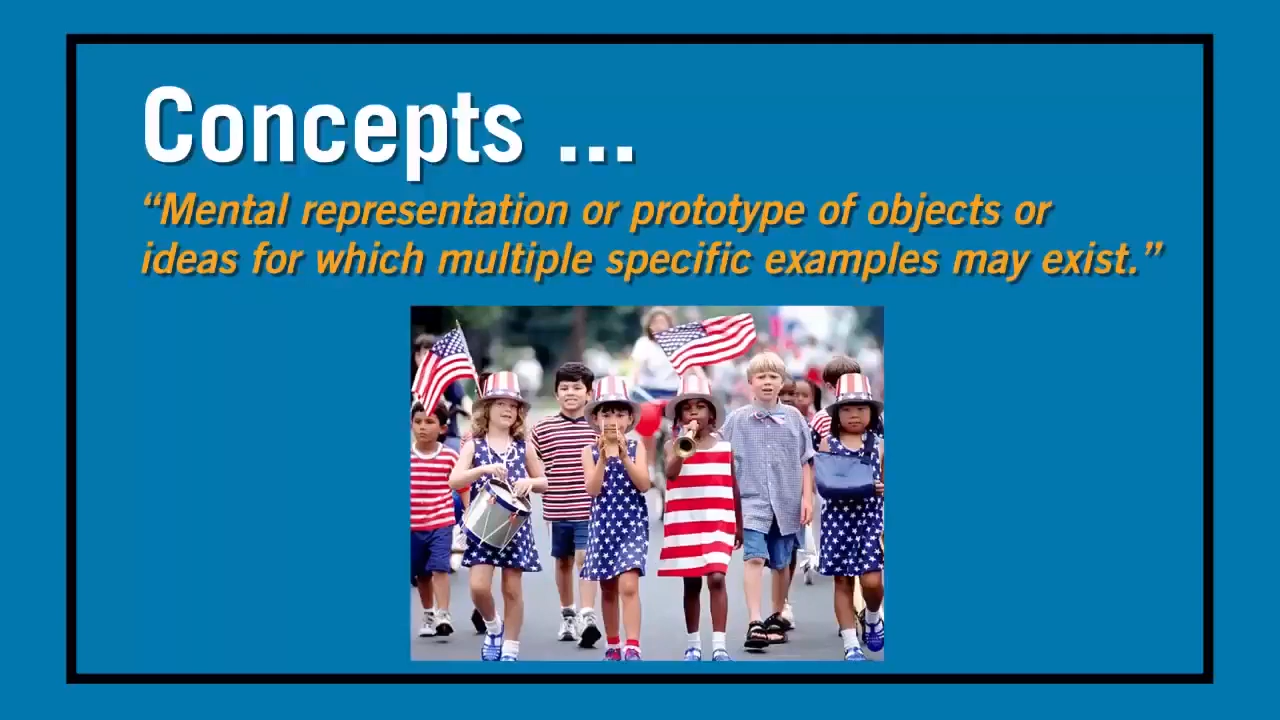 Concepts ...
“Mental representation or prototype of objects or
ideas for which multiple specific examples may exist.”